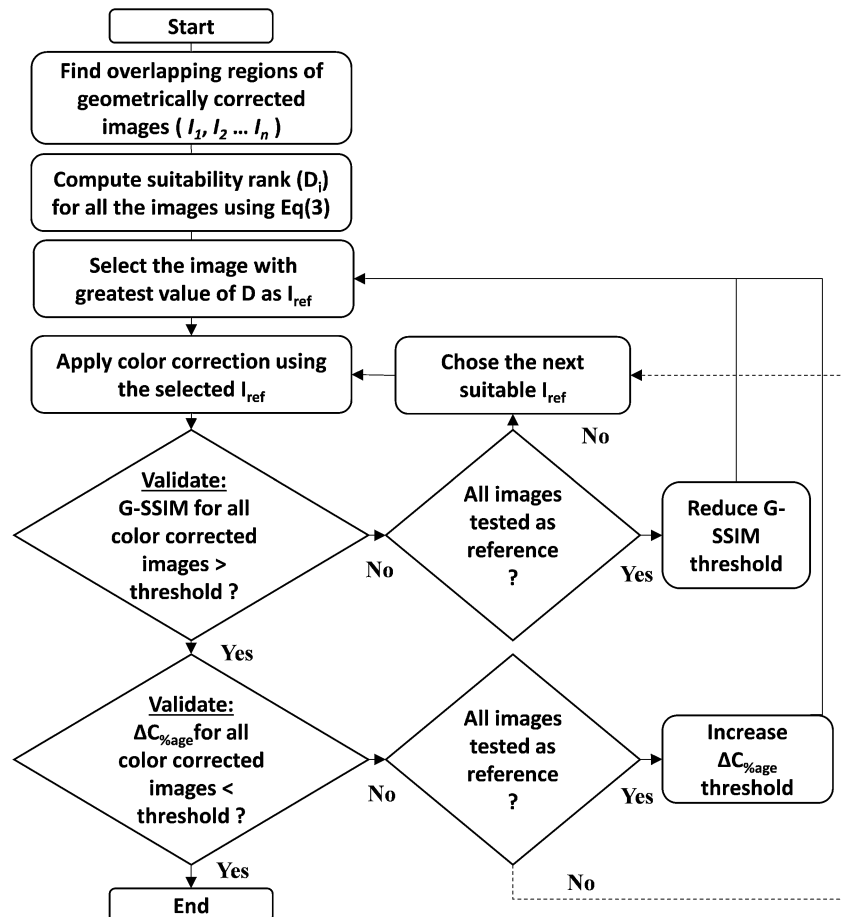 Start
Find overlapping regions of
geometrically corrected
images ( I1, I2 ... In )
Compute suitability rank (Di)
for all the images using Eq(3)
Select the image with
greatest value of D as Iref
Apply color correction using
the selected Iref
Chose the next
suitable Iref
No
Validate:
G-SSIM for all
color corrected
images >
threshold ?
No
All images
tested as
reference
?
Yes
Reduce G-
SSIM
threshold
Yes
Validate:
ΔC%age for all
color corrected
images <
threshold ?
No
All images
tested as
reference
?
Yes
Increase
ΔC%age
threshold
Yes
No
End